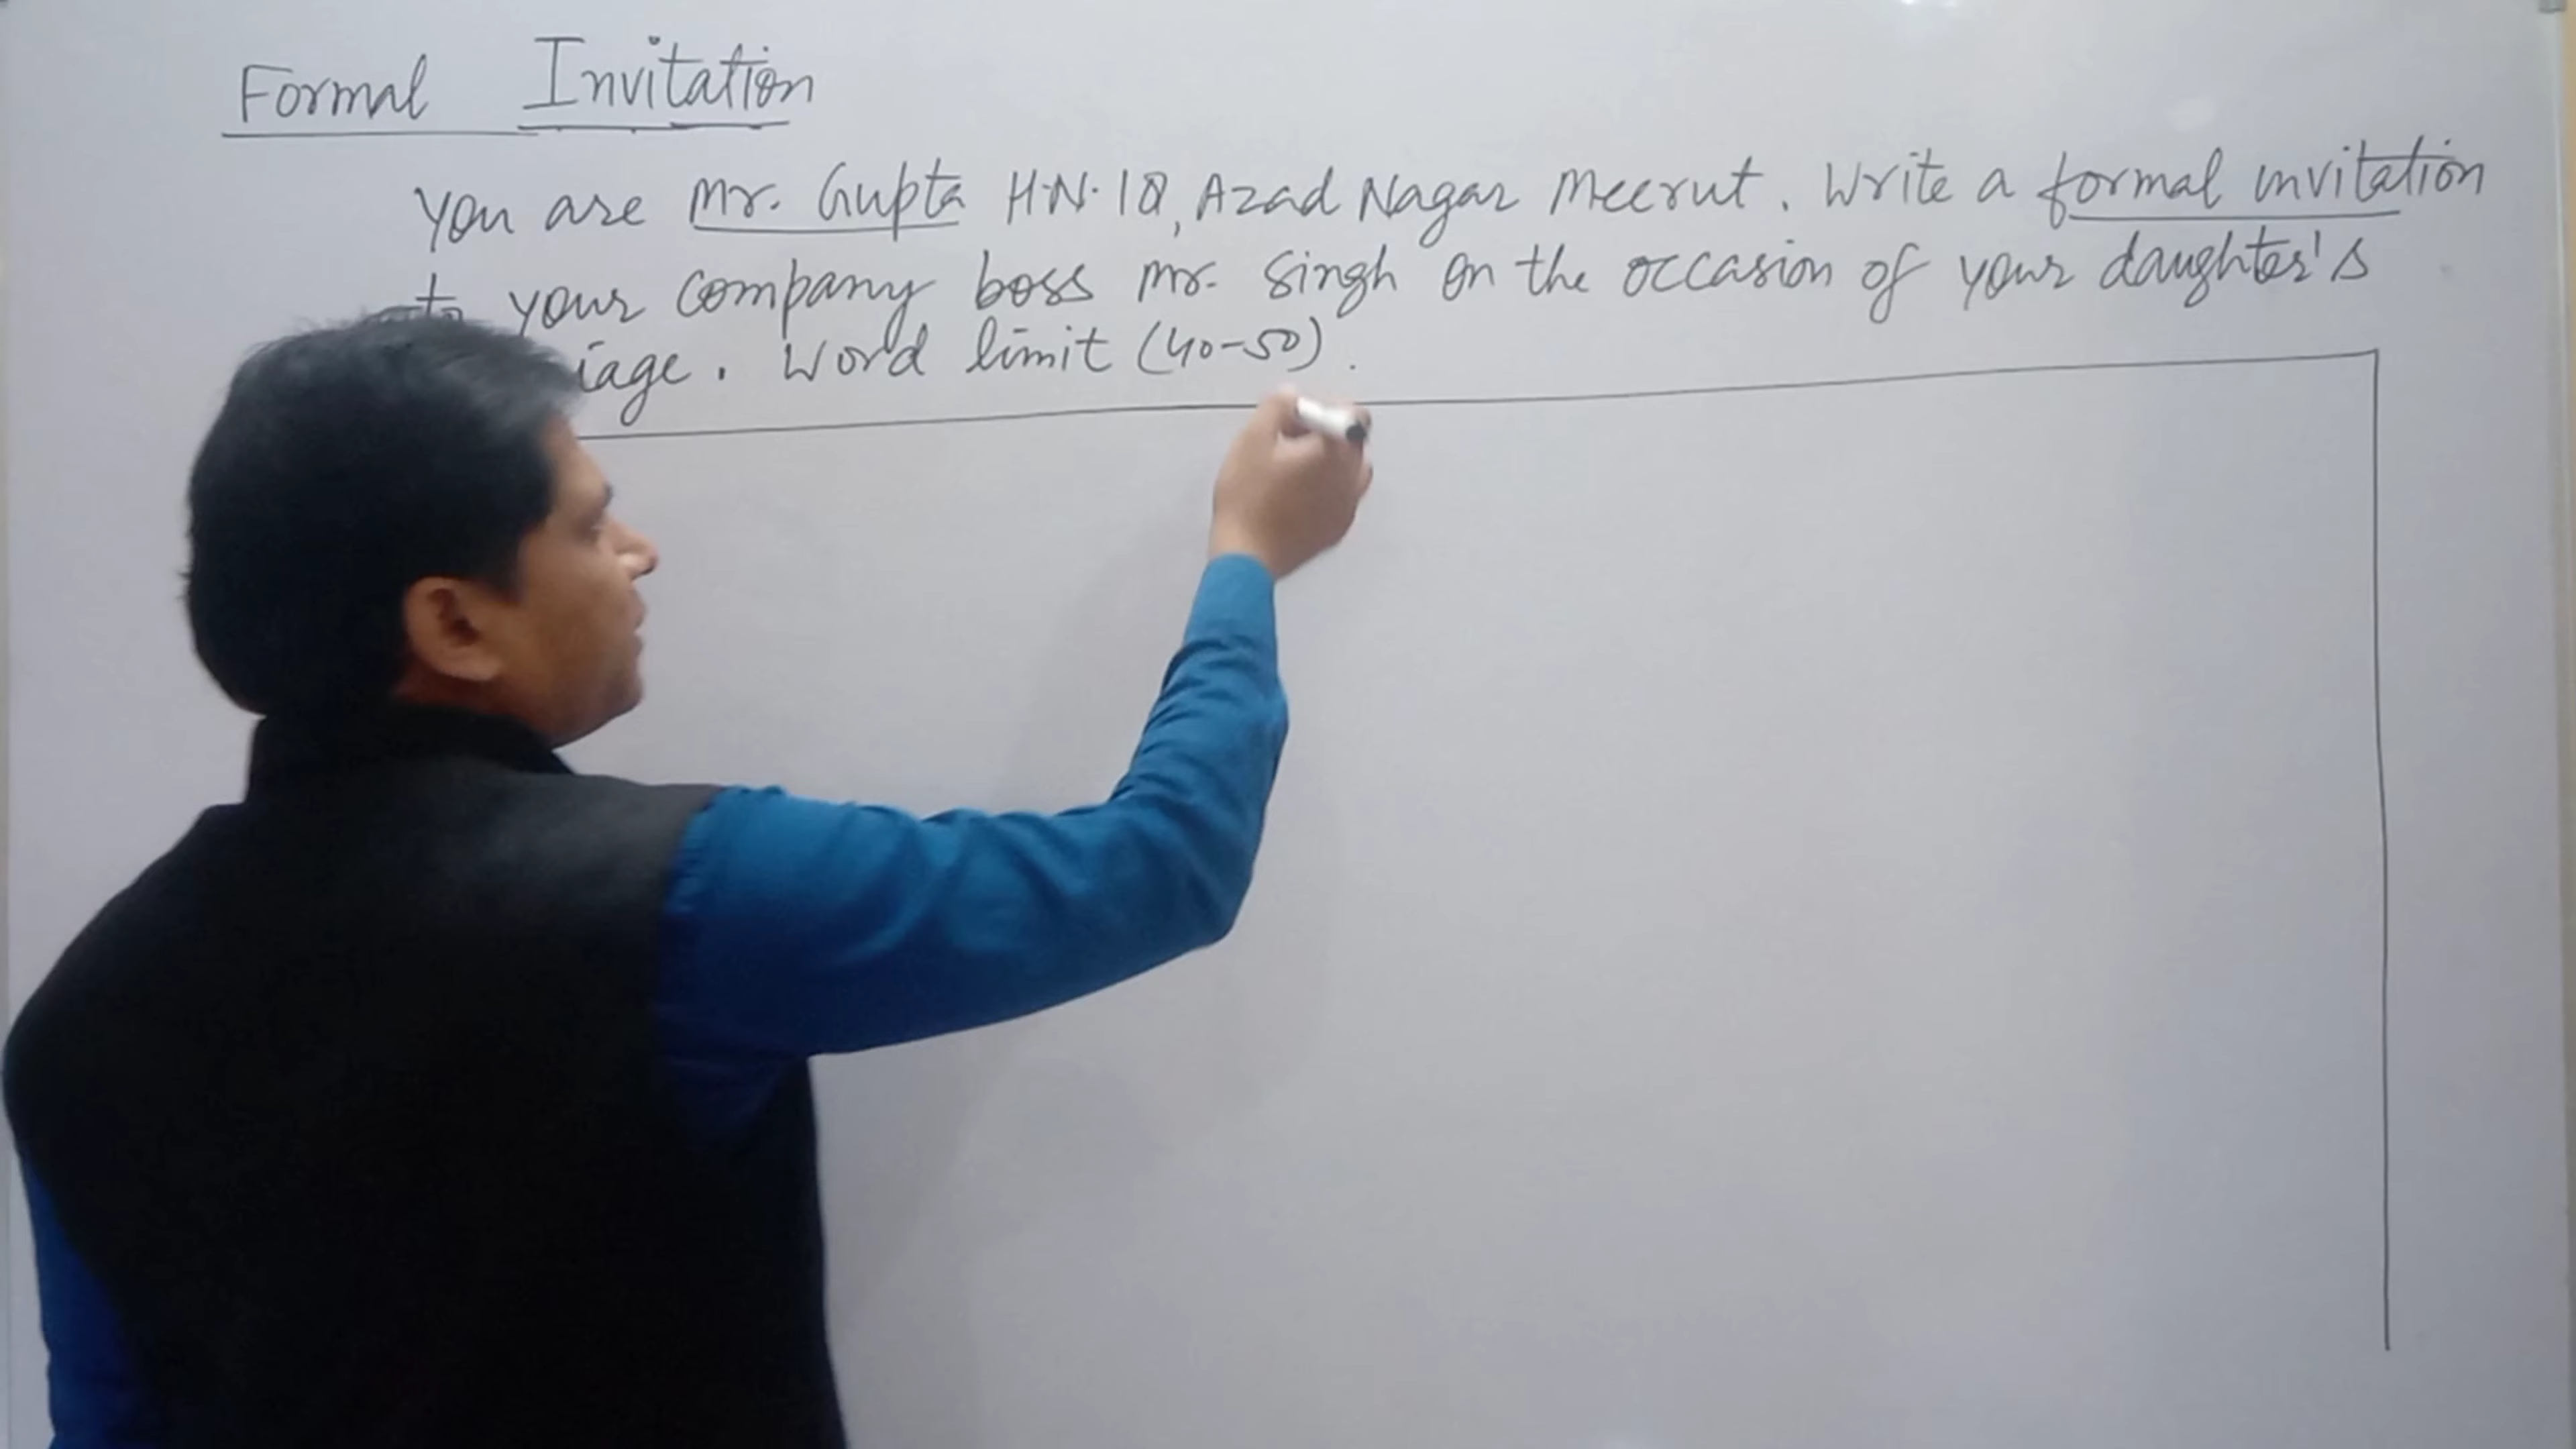 Formal Invitation
You are Mr. Gupta H.N. 10, Azad Nagar Meerut. Write a formal invitation
to your company boss Mr. Singh on the occasion of your daughter's
iage. Word limit (40-50).